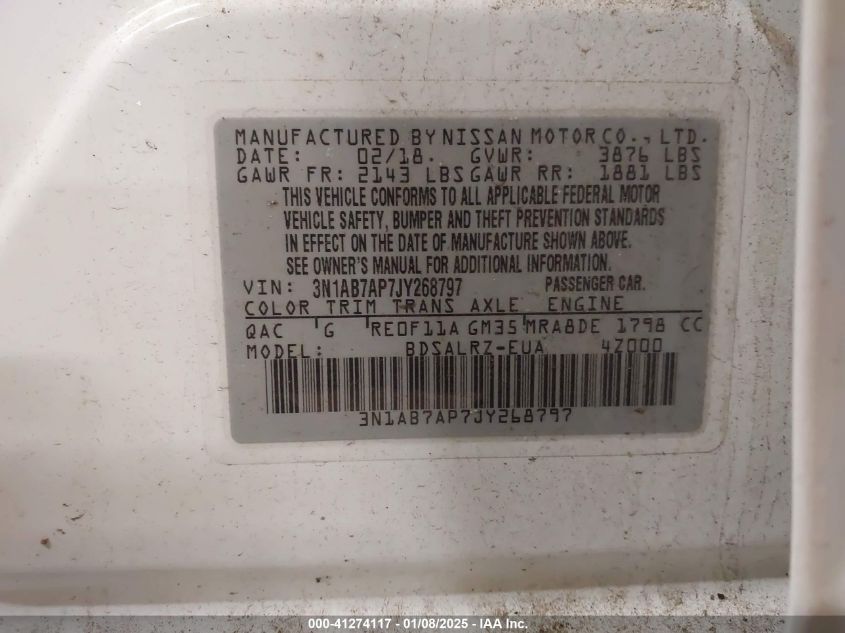 MANUFACTURED BY NISSAN MOTOR CO., LTD.
DATE: 02/18. GVWR: 3876 LBS
GAWR FR: 2143 LBS GAWR RR: 1881 LBS
THIS VEHICLE CONFORMS TO ALL APPLICABLE FEDERAL MOTOR
VEHICLE SAFETY, BUMPER AND THEFT PREVENTION STANDARDS
IN EFFECT ON THE DATE OF MANUFACTURE SHOWN ABOVE.
SEE OWNER'S MANUAL FOR ADDITIONAL INFORMATION.
VIN: 3N1AB7AP7JY268797 PASSENGER CAR.
COLOR TRIM TRANS AXLE ENGINE
QAC G RE0F11A GM35 MRA8DE 1798 CC
MODEL: BDSALRZ-EUA 4Z000
3N1AB7AP7JY268797
000-41274117 - 01/08/2025 - IAAI.COM